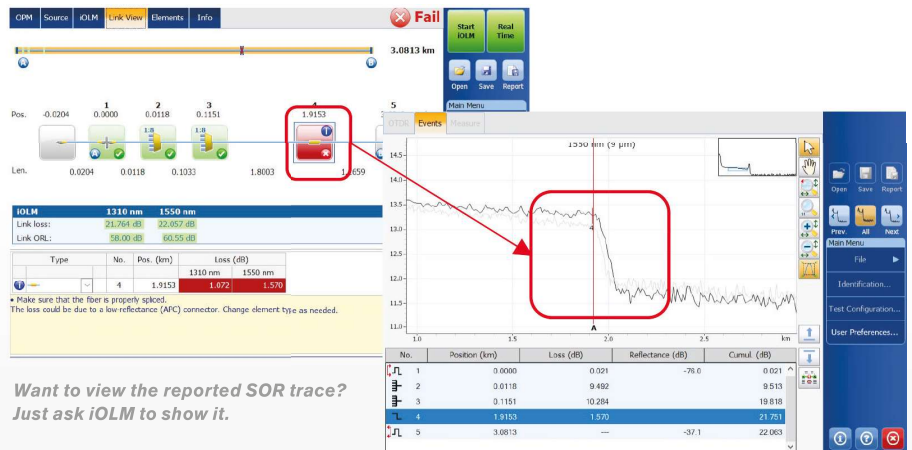 OPM Source iOLM Link View Elements Info
Fail
3.0813 km
A B
1 2 3 5
Pos. -0.0204 0.0000 0.0118 0.1151 1.9153
1:8 1:8
A
Len. 0.0204 0.0118 0.1033 1.8003
iOLM 1310 nm 1550 nm
Link loss: 21.764 dB 22.057 dB
Link ORL: 58.00 dB 60.55 dB
Type No. Pos. (km) Loss (dB)
1310 nm 1550 nm
4 1.9153 1.072 1.570
• Make sure that the fiber is properly spliced.
The loss could be due to a low-reflectance (APC) connector. Change element type as needed.
Want to view the reported SOR trace?
Just ask iOLM to show it.
Start iOLM
Real Time
Open Save Report
Main Menu
OTDR Events Measure
1550 nm (9 µm)
14.5
14.0
13.5
13.0
12.5
12.0
11.5
11.0
4
A
1.0 1.5 2.0 2.5 km
No. Position (km) Loss (dB) Reflectance (dB) Cumul. (dB)
1 0.0000 0.021 -76.0 0.021
2 0.0118 9.492 9.513
3 0.1151 10.284 19.818
4 1.9153 1.570 21.751
5 3.0813 --- -37.1 22.063
Open Save Report
Prev. All Next
Main Menu
File
Identification...
Test Configuration...
User Preferences...